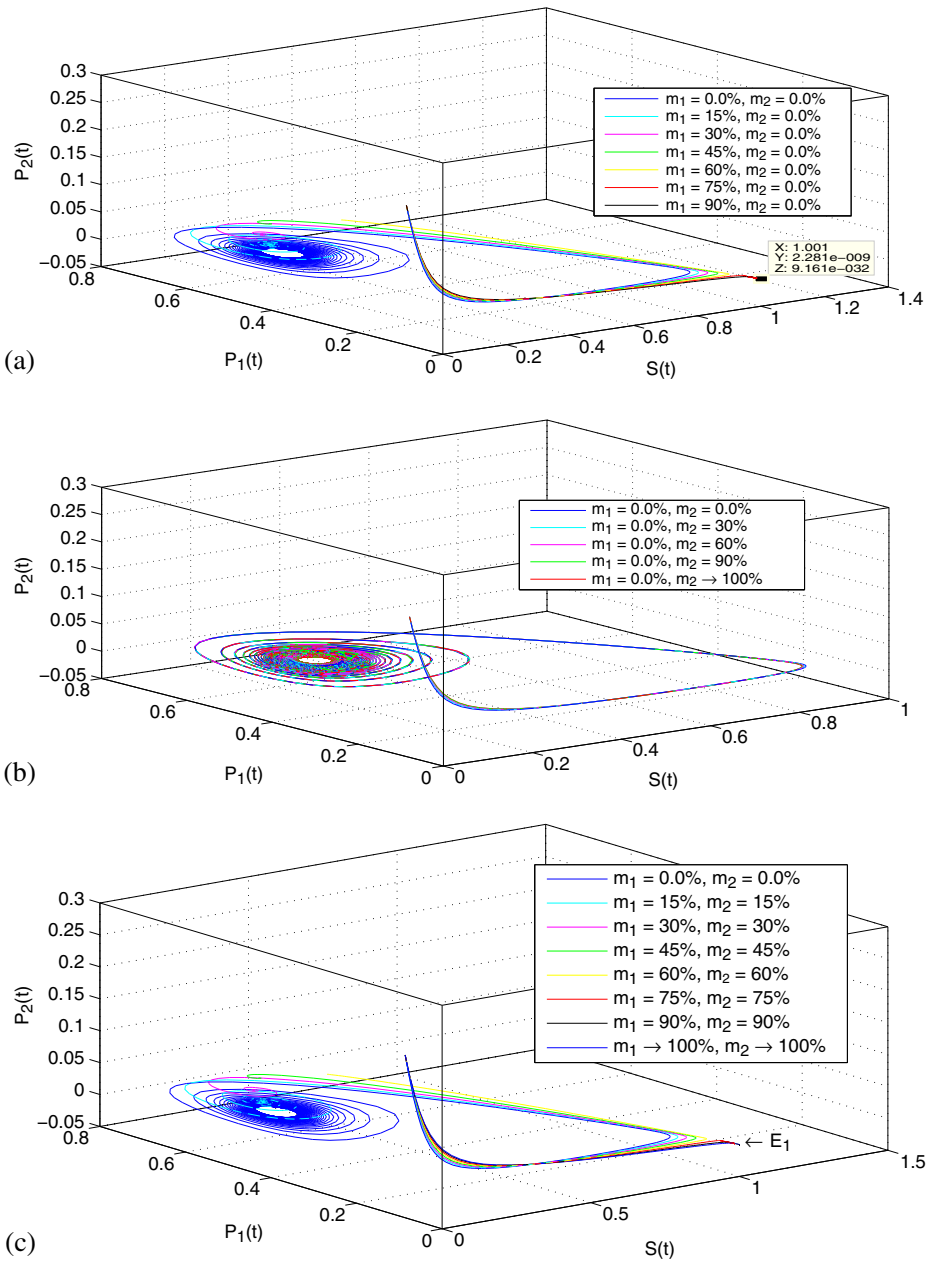 0.3
0.25
0.2
0.15
0.1
0.05
0
−0.05
P2(t)
0.8
0.6
0.4
0.2
0
P1(t)
0
0.2
0.4
0.6
0.8
1
1.2
1.4
S(t)
m1 = 0.0%, m2 = 0.0%
m1 = 15%, m2 = 0.0%
m1 = 30%, m2 = 0.0%
m1 = 45%, m2 = 0.0%
m1 = 60%, m2 = 0.0%
m1 = 75%, m2 = 0.0%
m1 = 90%, m2 = 0.0%
X: 1.001
Y: 2.281e−009
Z: 9.161e−032
(a)
0.3
0.25
0.2
0.15
0.1
0.05
0
−0.05
P2(t)
0.8
0.6
0.4
0.2
0
P1(t)
0
0.2
0.4
0.6
0.8
1
S(t)
m1 = 0.0%, m2 = 0.0%
m1 = 0.0%, m2 = 30%
m1 = 0.0%, m2 = 60%
m1 = 0.0%, m2 = 90%
m1 = 0.0%, m2 → 100%
(b)
0.3
0.25
0.2
0.15
0.1
0.05
0
−0.05
P2(t)
0.8
0.6
0.4
0.2
0
P1(t)
0
0.5
1
1.5
S(t)
m1 = 0.0%, m2 = 0.0%
m1 = 15%, m2 = 15%
m1 = 30%, m2 = 30%
m1 = 45%, m2 = 45%
m1 = 60%, m2 = 60%
m1 = 75%, m2 = 75%
m1 = 90%, m2 = 90%
m1 → 100%, m2 → 100%
← E1
(c)